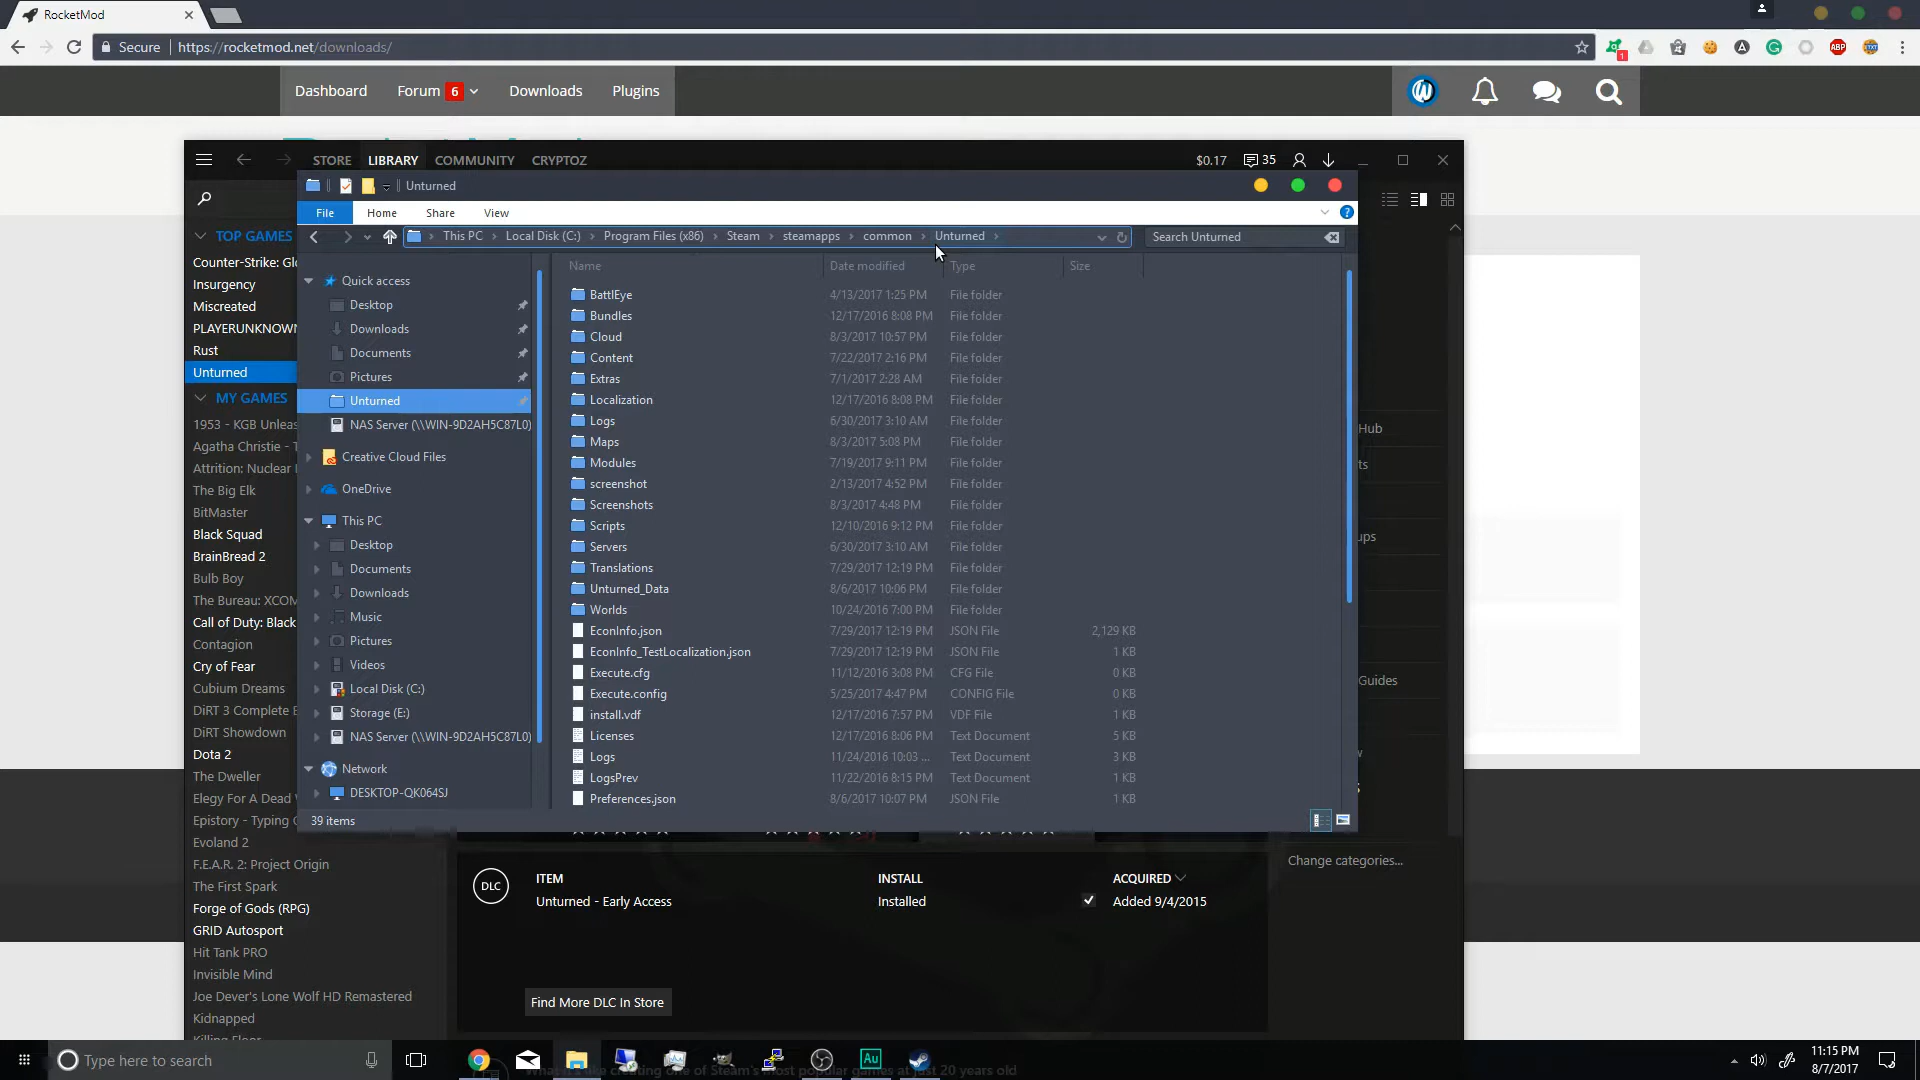 RocketMod
Secure https://rocketmod.net/downloads/
1
ABP
Dashboard Forum 6 Downloads Plugins
STORE LIBRARY COMMUNITY CRYPTOZ $0.17 35
Unturned
File Home Share View
This PC Local Disk (C:) Program Files (x86) Steam steamapps common Unturned Search Unturned
TOP GAMES
Counter-Strike: Gl
Insurgency
Miscreated
PLAYERUNKNOWN
Rust
Unturned
MY GAMES
1953 - KGB Unleas
Agatha Christie - T
Attrition: Nuclear
The Big Elk
BitMaster
Black Squad
BrainBread 2
Bulb Boy
The Bureau: XCOM
Call of Duty: Black
Contagion
Cry of Fear
Cubium Dreams
DiRT 3 Complete E
DiRT Showdown
Dota 2
The Dweller
Elegy For A Dead
Epistory - Typing
Evoland 2
F.E.A.R. 2: Project Origin
The First Spark
Forge of Gods (RPG)
GRID Autosport
Hit Tank PRO
Invisible Mind
Joe Dever's Lone Wolf HD Remastered
Kidnapped
Quick access
Desktop
Downloads
Documents
Pictures
Unturned
NAS Server (\\WIN-9D2AH5C87L0)
Creative Cloud Files
OneDrive
This PC
Desktop
Documents
Downloads
Music
Pictures
Videos
Local Disk (C:)
Storage (E:)
NAS Server (\\WIN-9D2AH5C87L0)
Network
DESKTOP-QK064SJ
Name Date modified Type Size
BattlEye 4/13/2017 1:25 PM File folder
Bundles 12/17/2016 8:08 PM File folder
Cloud 8/3/2017 10:57 PM File folder
Content 7/22/2017 2:16 PM File folder
Extras 7/1/2017 2:28 AM File folder
Localization 12/17/2016 8:08 PM File folder
Logs 6/30/2017 3:10 AM File folder
Maps 8/3/2017 5:08 PM File folder
Modules 7/19/2017 9:11 PM File folder
screenshot 2/13/2017 4:52 PM File folder
Screenshots 8/3/2017 4:48 PM File folder
Scripts 12/10/2016 9:12 PM File folder
Servers 6/30/2017 3:10 AM File folder
Translations 7/29/2017 12:19 PM File folder
Unturned_Data 8/6/2017 10:06 PM File folder
Worlds 10/24/2016 7:00 PM File folder
EconInfo.json 7/29/2017 12:19 PM JSON File 2,129 KB
EconInfo_TestLocalization.json 7/29/2017 12:19 PM JSON File 1 KB
Execute.cfg 11/12/2016 3:08 PM CFG File 0 KB
Execute.config 5/25/2017 4:47 PM CONFIG File 0 KB
install.vdf 12/17/2016 7:57 PM VDF File 1 KB
Licenses 12/17/2016 8:06 PM Text Document 5 KB
Logs 11/24/2016 10:03 ... Text Document 3 KB
LogsPrev 11/22/2016 8:15 PM Text Document 1 KB
Preferences.json 8/6/2017 10:07 PM JSON File 1 KB
39 items
Hub
ts
ups
Guides
Change categories...
DLC ITEM INSTALL ACQUIRED
Unturned - Early Access Installed Added 9/4/2015
Find More DLC In Store
Type here to search
Au
11:15 PM
8/7/2017
creating one of Steam's most popular games at just 20 years old